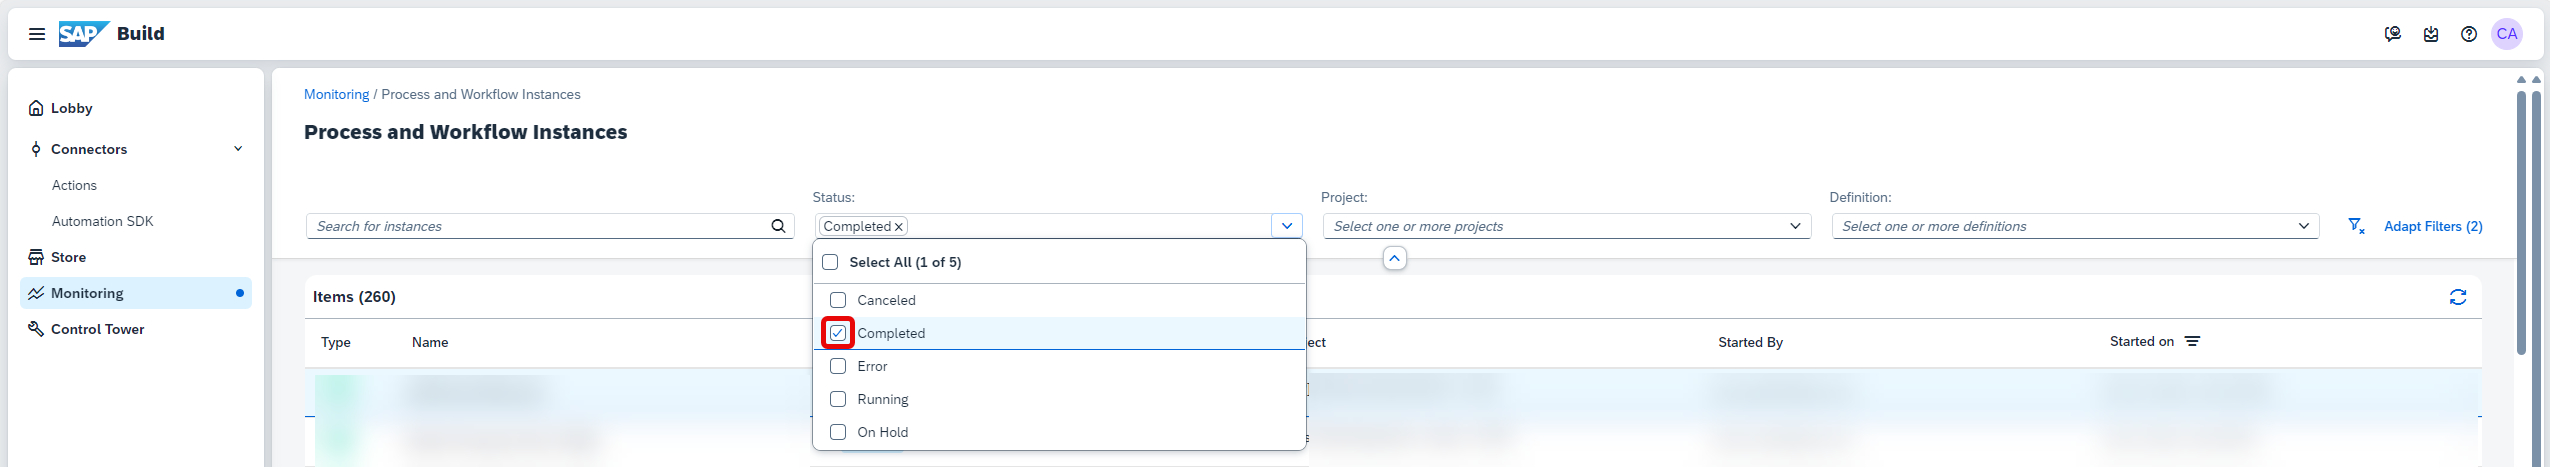 SAP Build
CA
Lobby
Connectors
Actions
Automation SDK
Store
Monitoring
Control Tower
Monitoring / Process and Workflow Instances
Process and Workflow Instances
Status:
Project:
Definition:
Search for instances
Completed
Select one or more projects
Select one or more definitions
Adapt Filters (2)
Select All (1 of 5)
Canceled
Completed
Error
Running
On Hold
Items (260)
Type
Name
ect
Started By
Started on